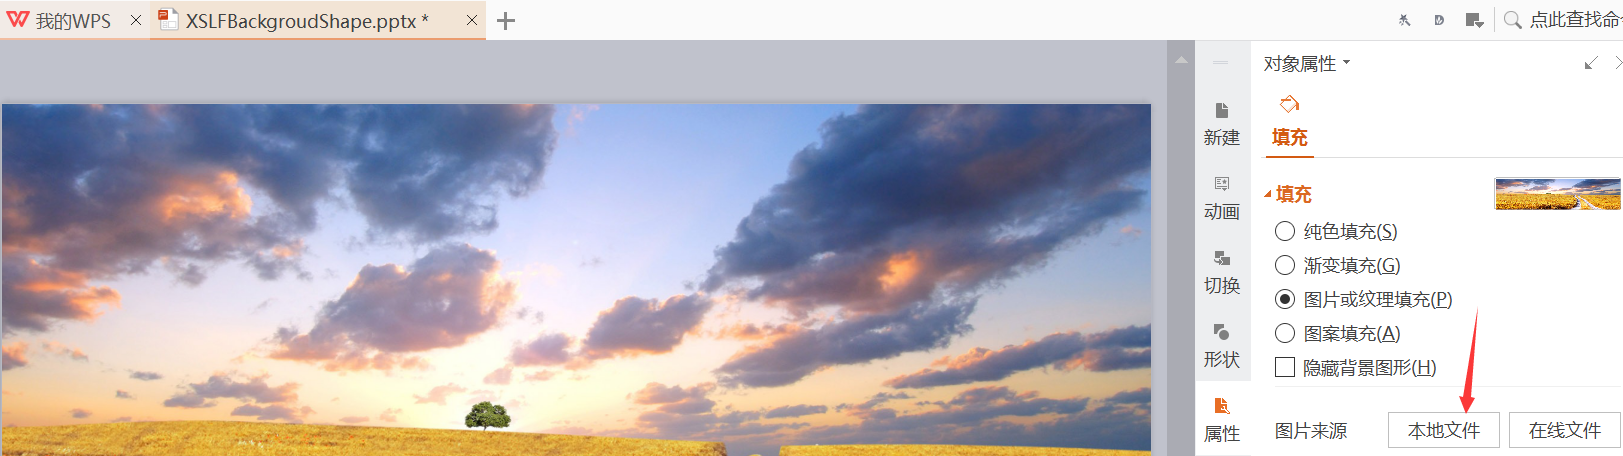 我的WPS
XSLFBackgroudShape.pptx *
点此查找命令
对象属性
新建
填充
动画
填充
纯色填充(S)
渐变填充(G)
切换
图片或纹理填充(P)
图案填充(A)
形状
隐藏背景图形(H)
属性
图片来源
本地文件
在线文件